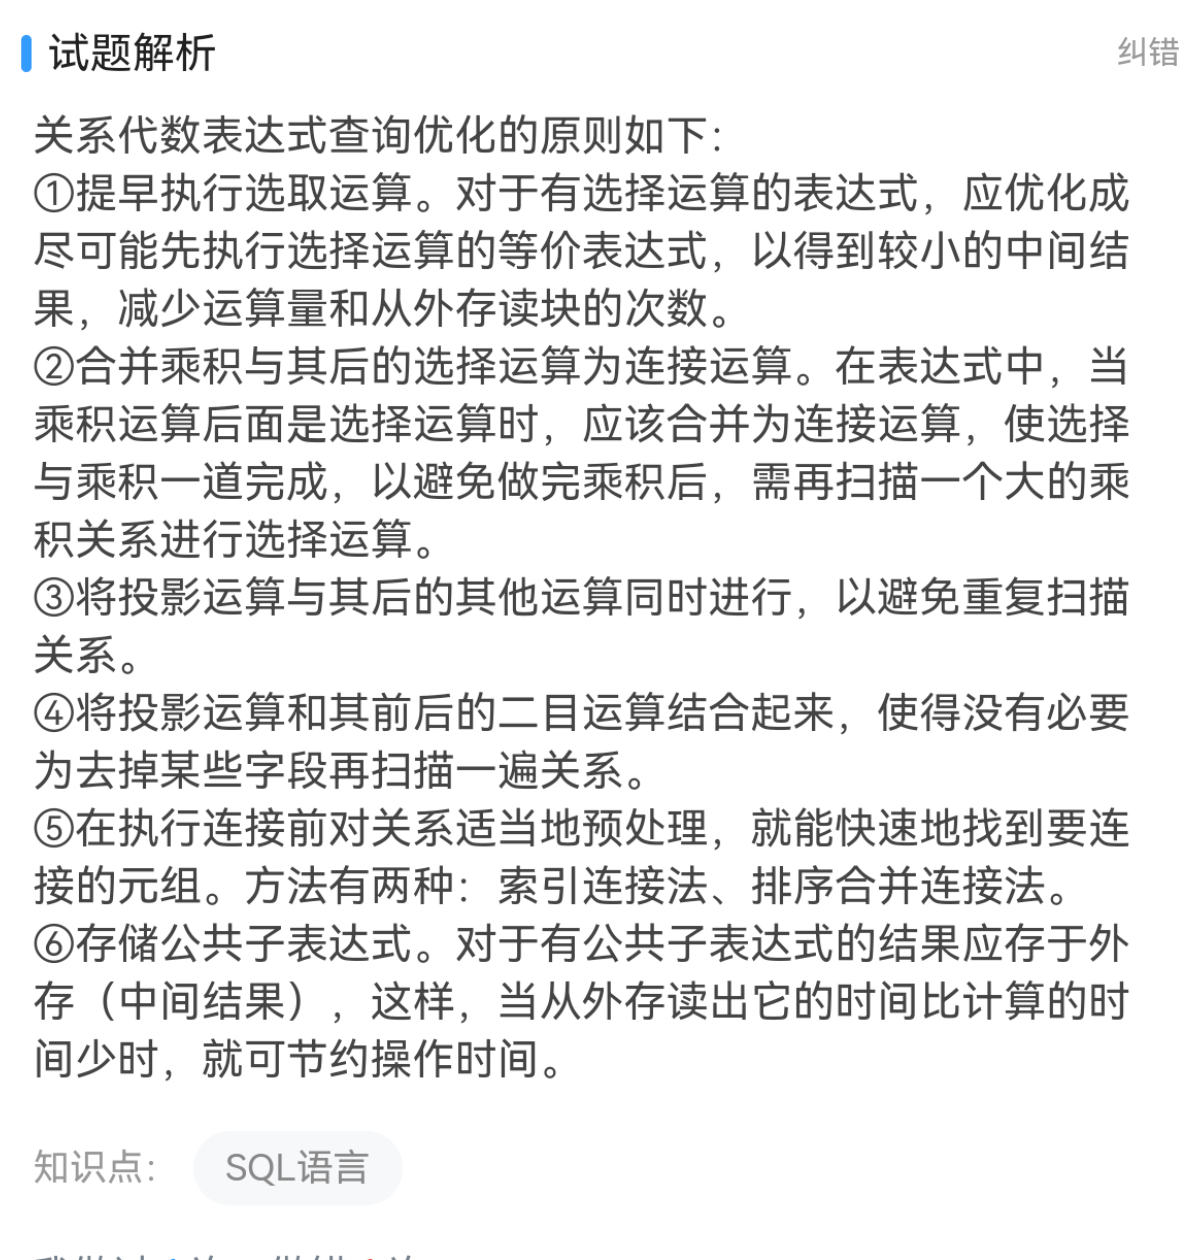 试题解析
纠错
关系代数表达式查询优化的原则如下：
①提早执行选取运算。对于有选择运算的表达式，应优化成
尽可能先执行选择运算的等价表达式，以得到较小的中间结
果，减少运算量和从外存读块的次数。
②合并乘积与其后的选择运算为连接运算。在表达式中，当
乘积运算后面是选择运算时，应该合并为连接运算，使选择
与乘积一道完成，以避免做完乘积后，需再扫描一个大的乘
积关系进行选择运算。
③将投影运算与其后的其他运算同时进行，以避免重复扫描
关系。
④将投影运算和其前后的二目运算结合起来，使得没有必要
为去掉某些字段再扫描一遍关系。
⑤在执行连接前对关系适当地预处理，就能快速地找到要连
接的元组。方法有两种：索引连接法、排序合并连接法。
⑥存储公共子表达式。对于有公共子表达式的结果应存于外
存（中间结果），这样，当从外存读出它的时间比计算的时
间少时，就可节约操作时间。
知识点：
SQL语言